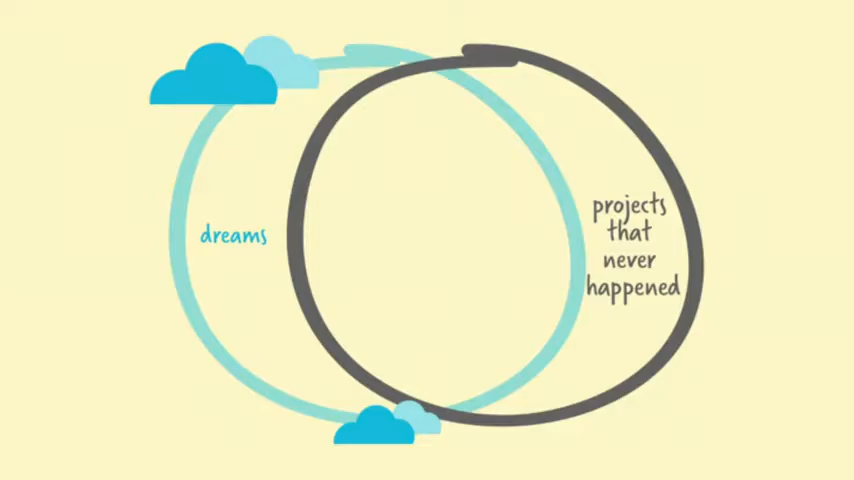 dreams
projects
that
never
happened